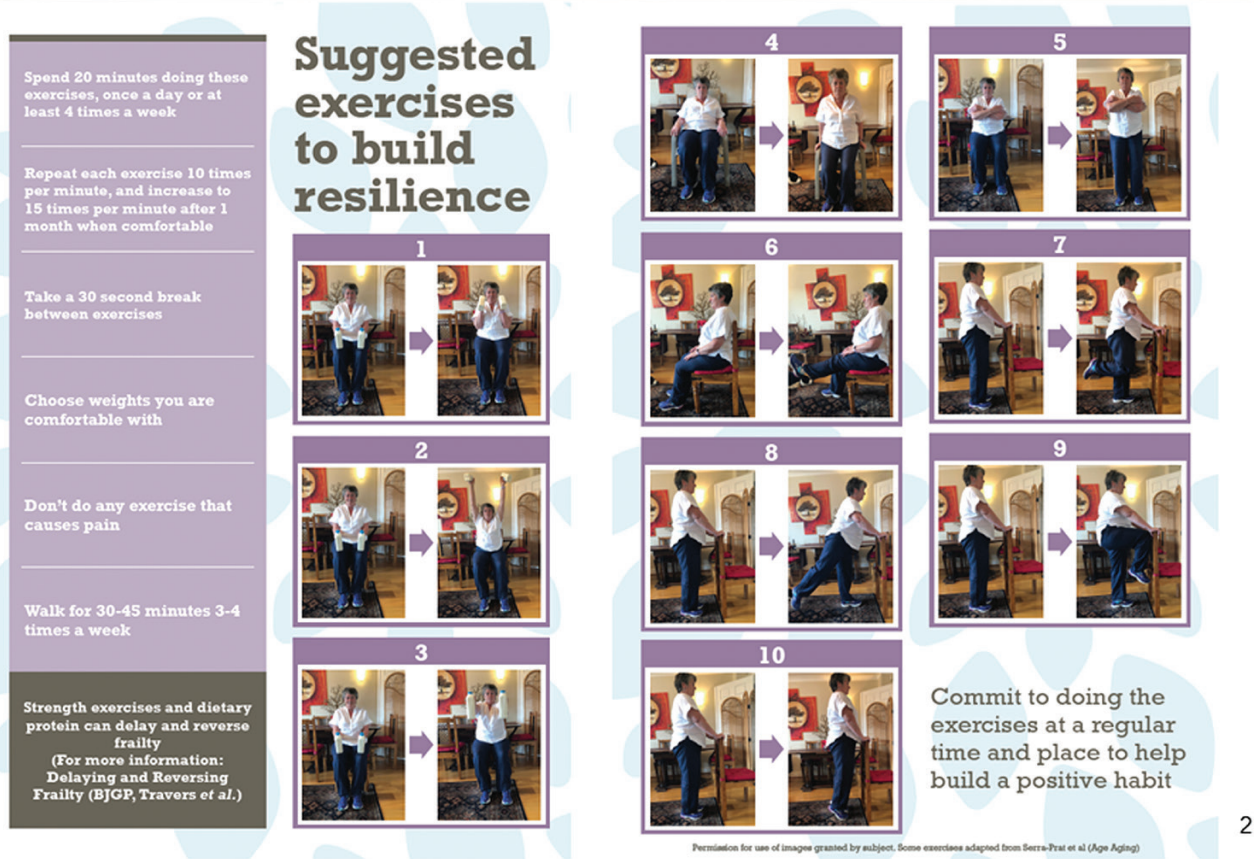 Spend 20 minutes doing these
exercises, once a day or at
least 4 times a week
Repeat each exercise 10 times
per minute, and increase to
15 times per minute after 1
month when comfortable
Take a 30 second break
between exercises
Choose weights you are
comfortable with
Don't do any exercise that
causes pain
Walk for 30-45 minutes 3-4
times a week
Strength exercises and dietary
protein can delay and reverse
frailty
(For more information:
Delaying and Reversing
Frailty (BJGP, Travers et al.)
Suggested
exercises
to build
resilience
1
2
3
4
5
6
7
8
9
10
Commit to doing the
exercises at a regular
time and place to help
build a positive habit
Permission for use of images granted by subject. Some exercises adapted from Serra-Prat et al (Age Aging)
2